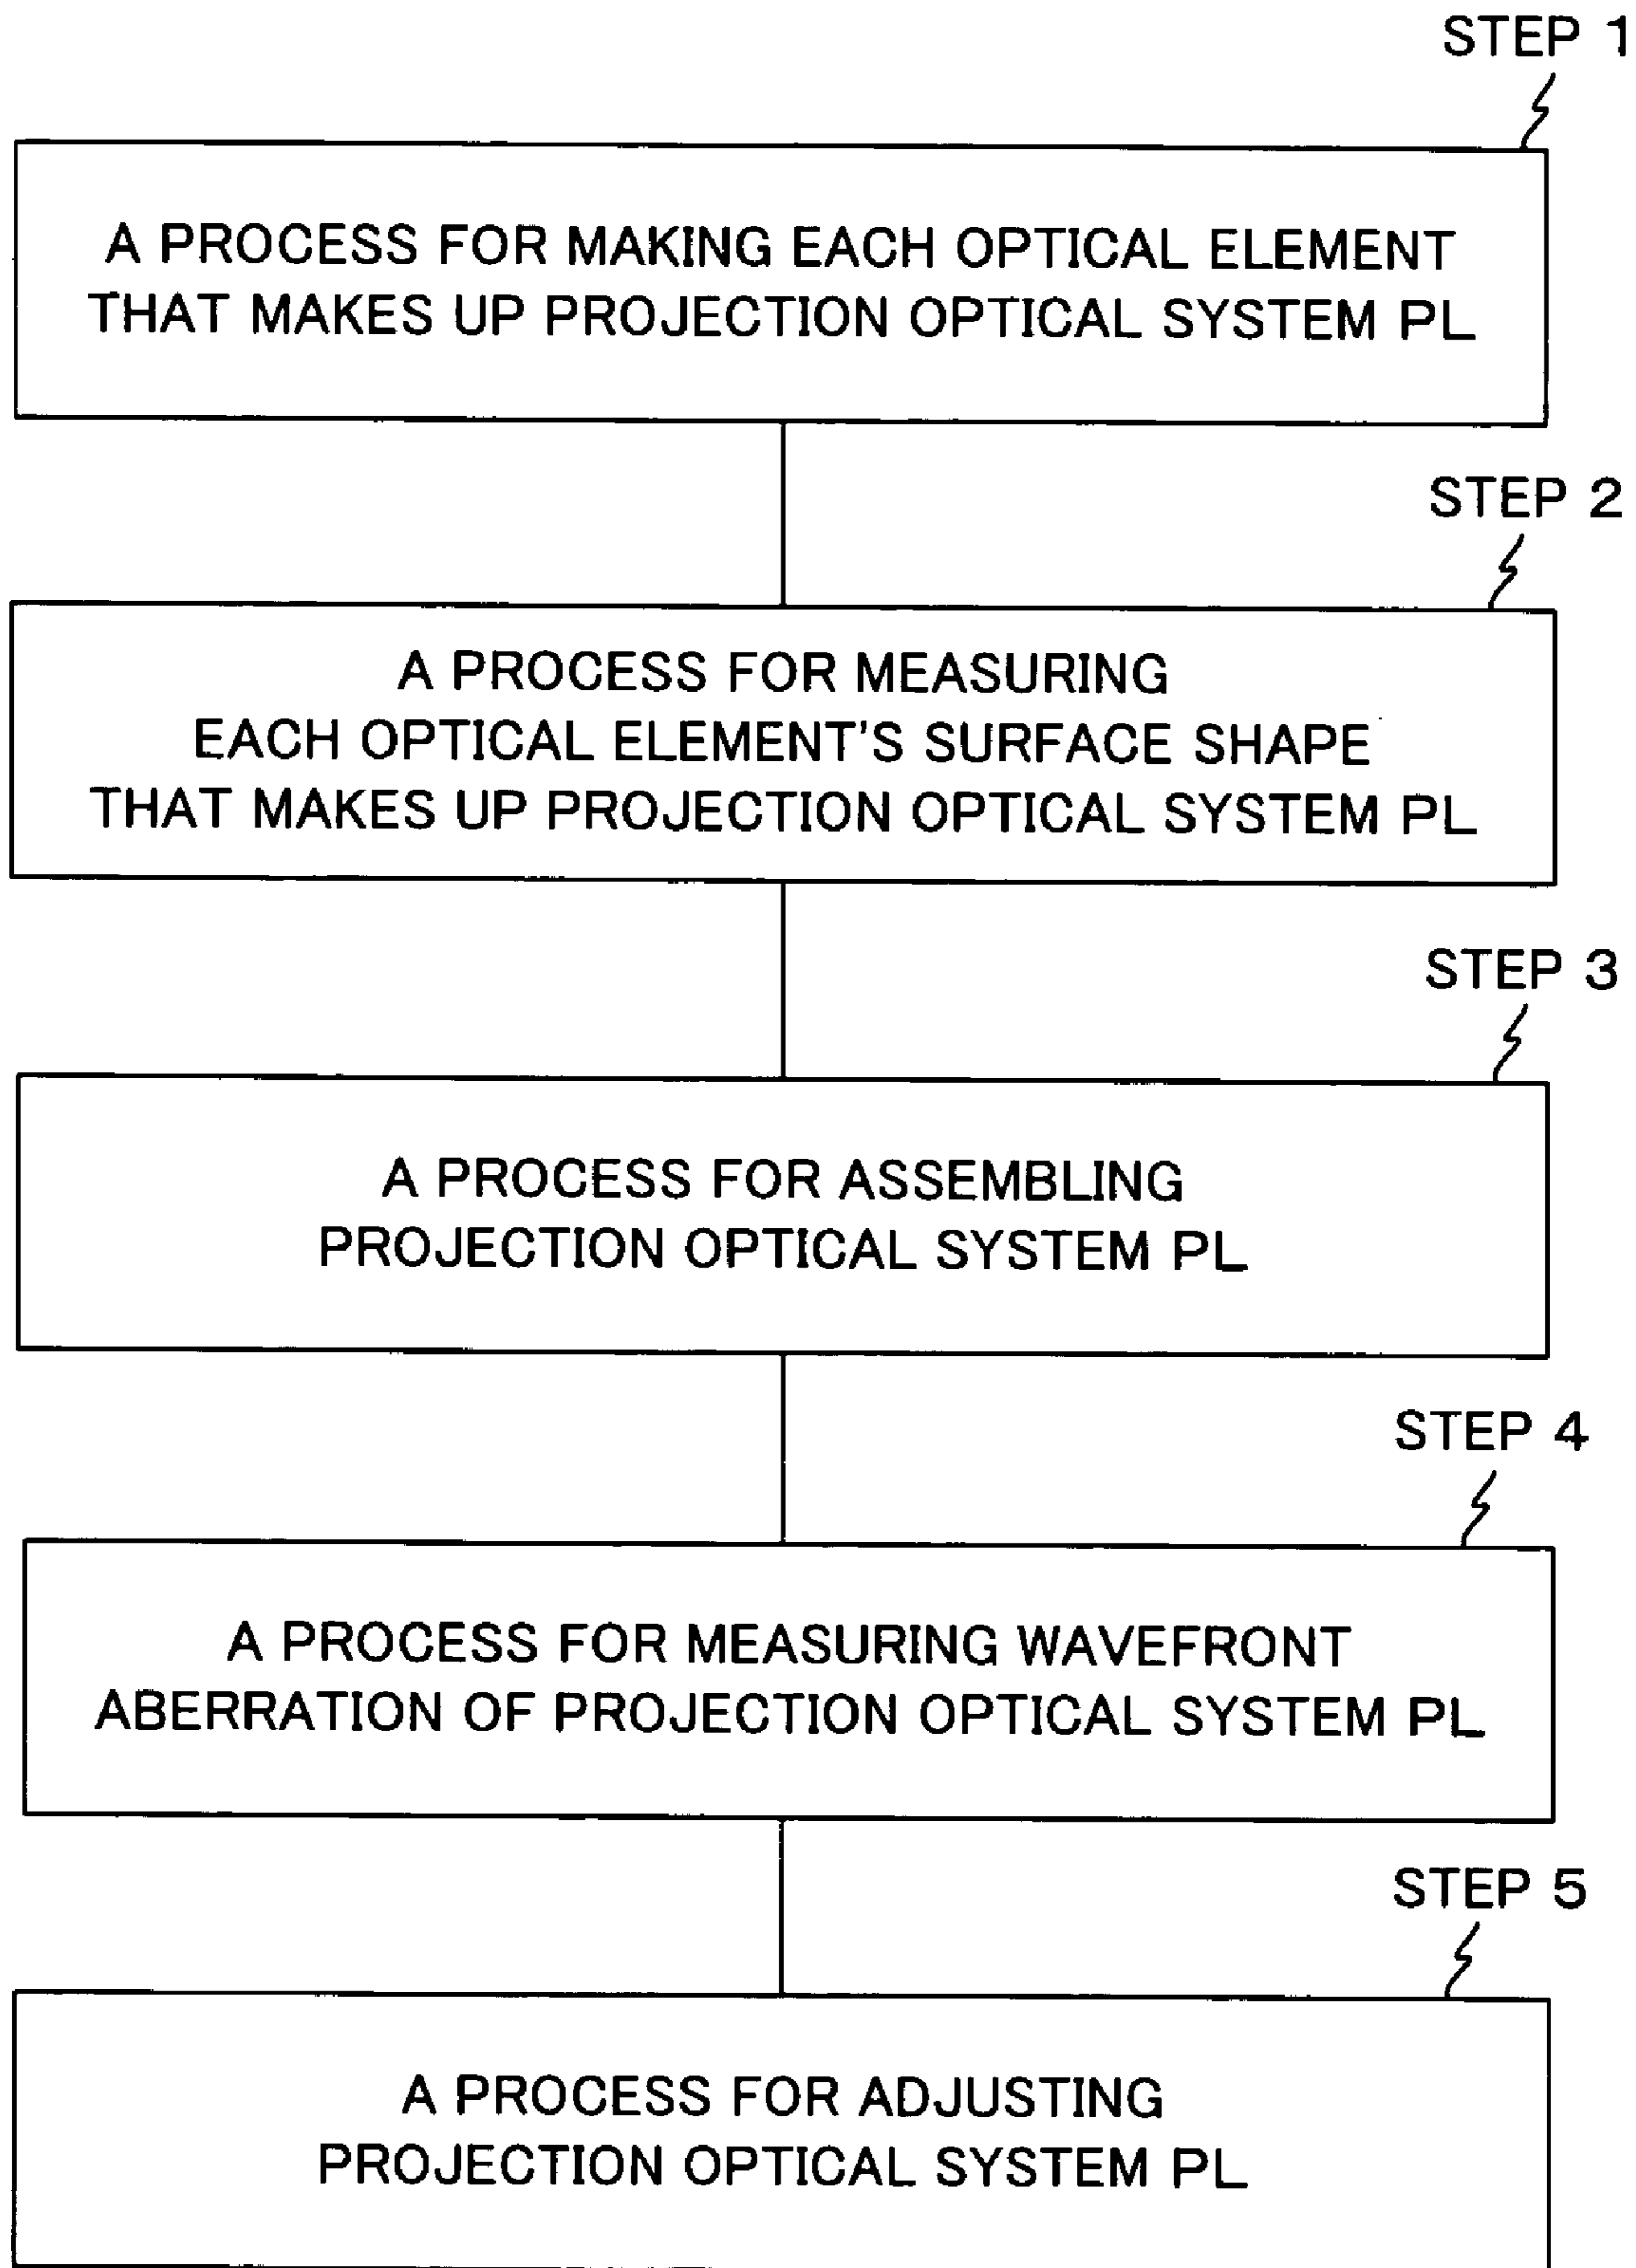 STEP 1
A PROCESS FOR MAKING EACH OPTICAL ELEMENT
THAT MAKES UP PROJECTION OPTICAL SYSTEM PL
STEP 2
A PROCESS FOR MEASURING
EACH OPTICAL ELEMENT'S SURFACE SHAPE
THAT MAKES UP PROJECTION OPTICAL SYSTEM PL
STEP 3
A PROCESS FOR ASSEMBLING
PROJECTION OPTICAL SYSTEM PL
STEP 4
A PROCESS FOR MEASURING WAVEFRONT
ABERRATION OF PROJECTION OPTICAL SYSTEM PL
STEP 5
A PROCESS FOR ADJUSTING
PROJECTION OPTICAL SYSTEM PL